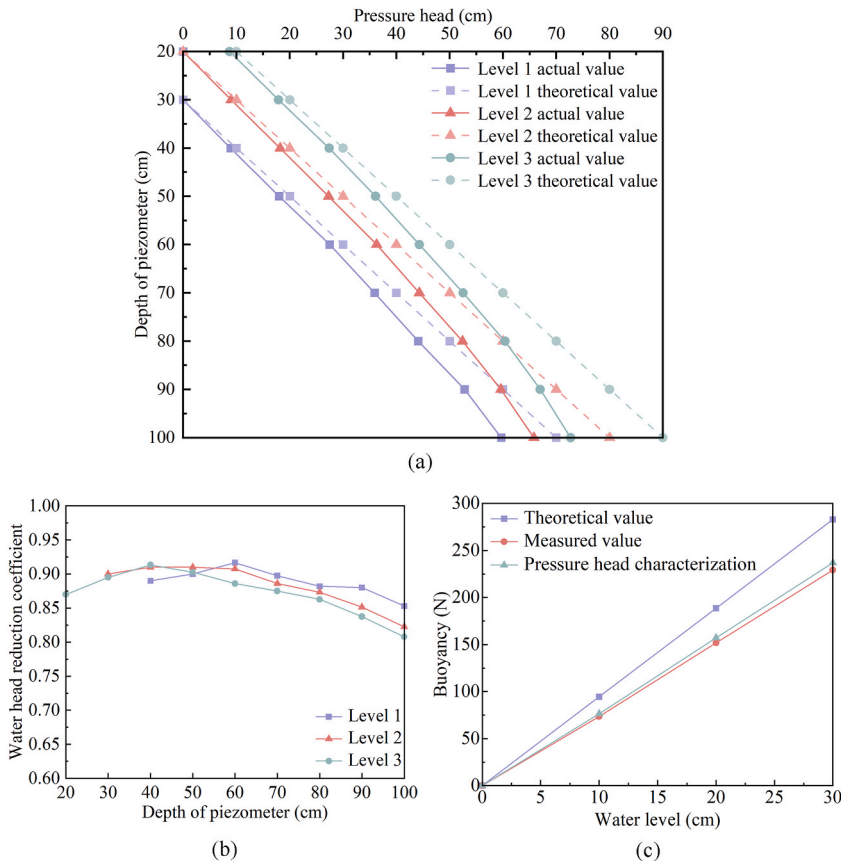 Pressure head (cm)
0 10 20 30 40 50 60 70 80 90
20
30
40
50
60
70
80
90
100
Depth of piezometer (cm)
Level 1 actual value
Level 1 theoretical value
Level 2 actual value
Level 2 theoretical value
Level 3 actual value
Level 3 theoretical value
(a)
1.00
0.95
0.90
0.85
0.80
0.75
0.70
0.65
0.60
Water head reduction coefficient
Level 1
Level 2
Level 3
20 30 40 50 60 70 80 90 100
Depth of piezometer (cm)
(b)
300
250
200
150
100
50
0
Buoyancy (N)
Theoretical value
Measured value
Pressure head characterization
0 5 10 15 20 25 30
Water level (cm)
(c)